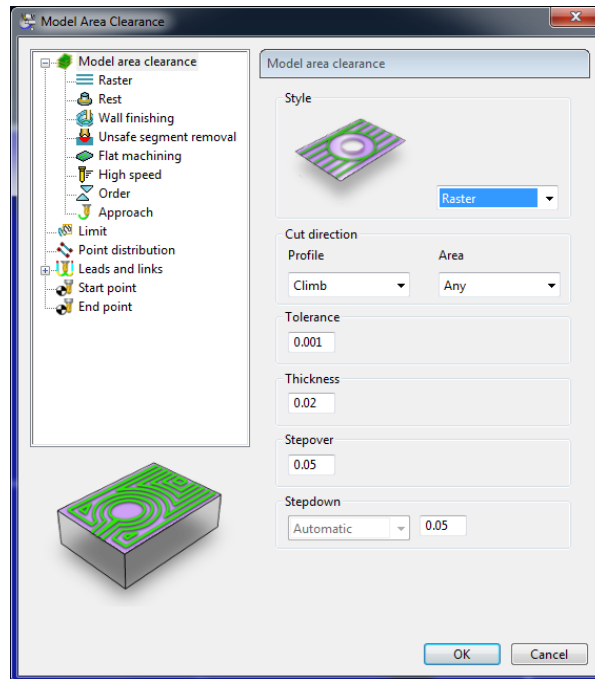 Model Area Clearance
Model area clearance
Raster
Rest
Wall finishing
Unsafe segment removal
Flat machining
High speed
Order
Approach
Limit
Point distribution
Leads and links
Start point
End point
Model area clearance
Style
Raster
Cut direction
Profile Area
Climb Any
Tolerance
0.001
Thickness
0.02
Stepover
0.05
Stepdown
Automatic 0.05
OK Cancel